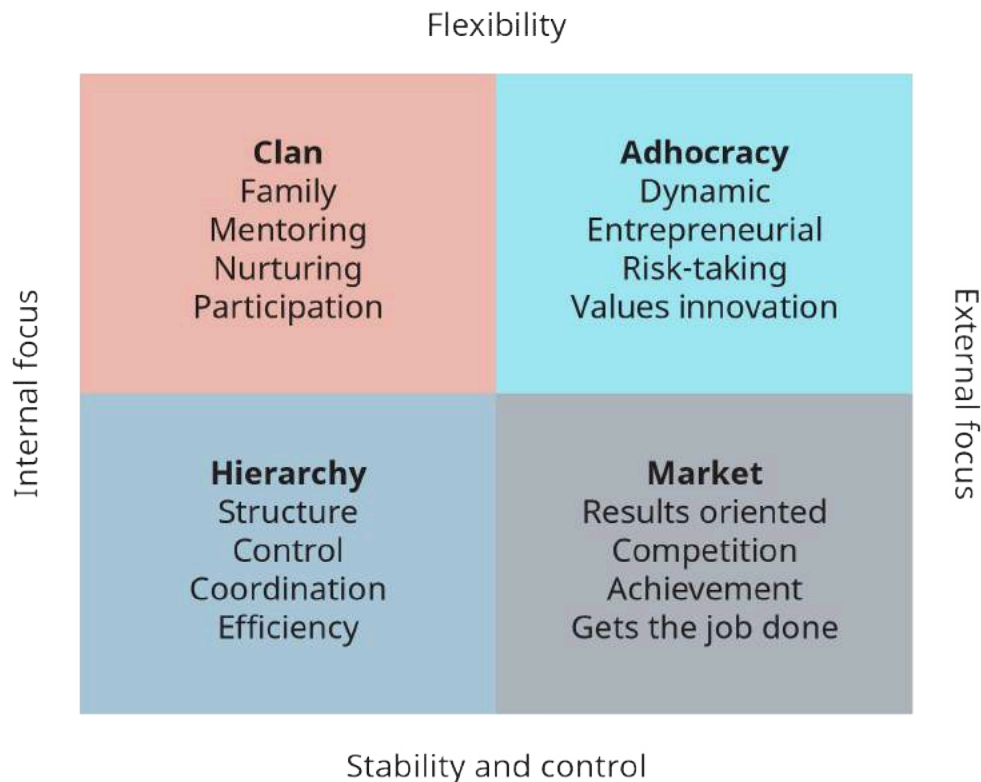 Flexibility
Clan
Family
Mentoring
Nurturing
Participation
Adhocracy
Dynamic
Entrepreneurial
Risk-taking
Values innovation
Internal focus
External focus
Hierarchy
Structure
Control
Coordination
Efficiency
Market
Results oriented
Competition
Achievement
Gets the job done
Stability and control